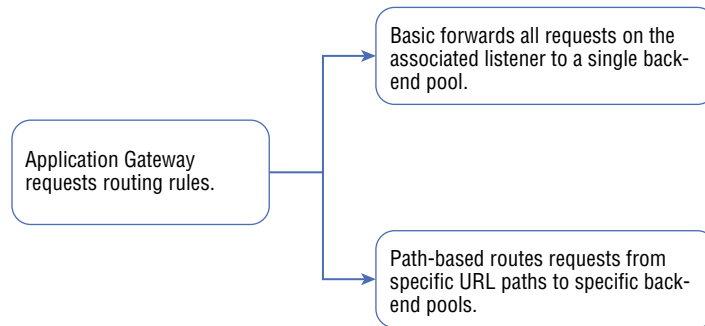 Basic forwards all requests on the
associated listener to a single back-
end pool.
Application Gateway
requests routing rules.
Path-based routes requests from
specific URL paths to specific back-
end pools.